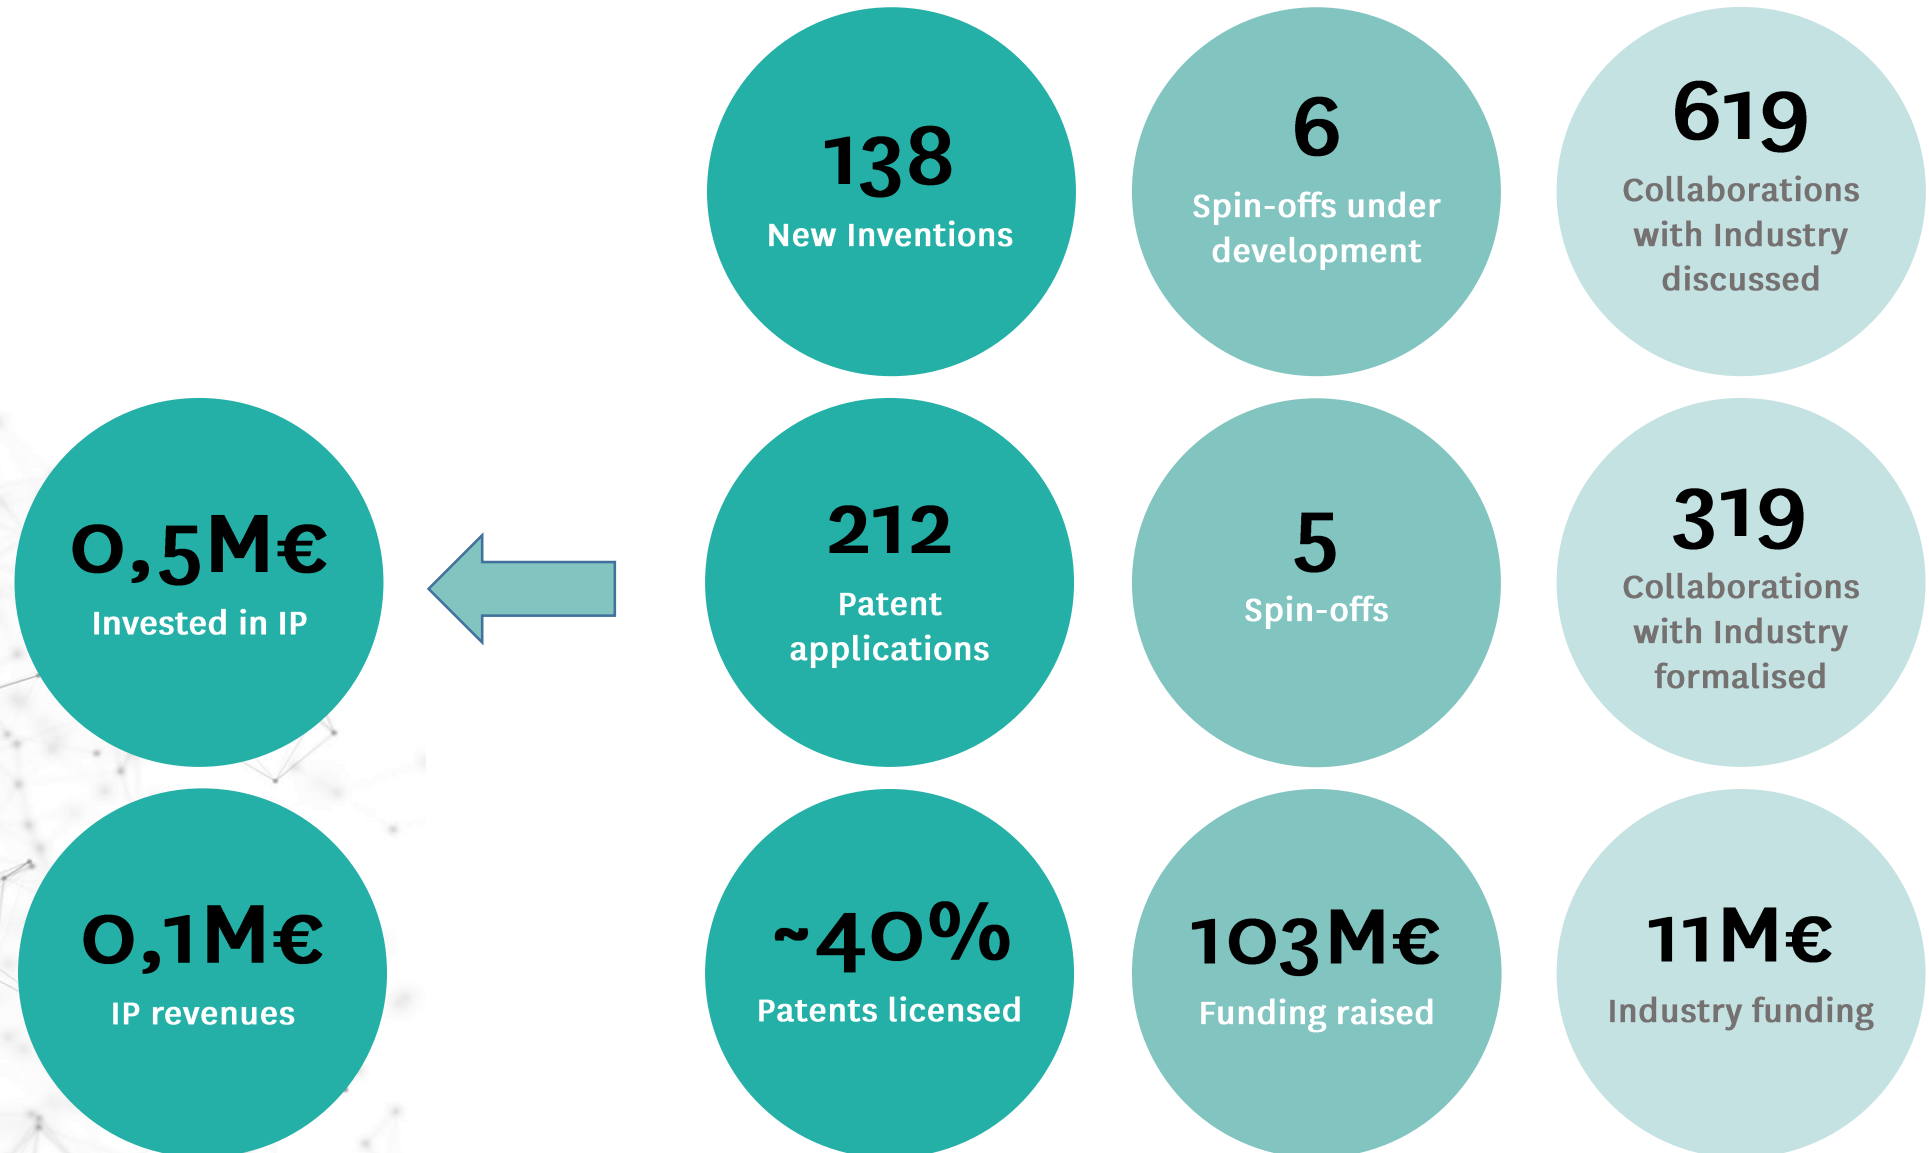 138
New Inventions
6
Spin-offs under
development
619
Collaborations
with Industry
discussed
0,5M€
Invested in IP
212
Patent
applications
5
Spin-offs
319
Collaborations
with Industry
formalised
0,1M€
IP revenues
~40%
Patents licensed
103M€
Funding raised
11M€
Industry funding